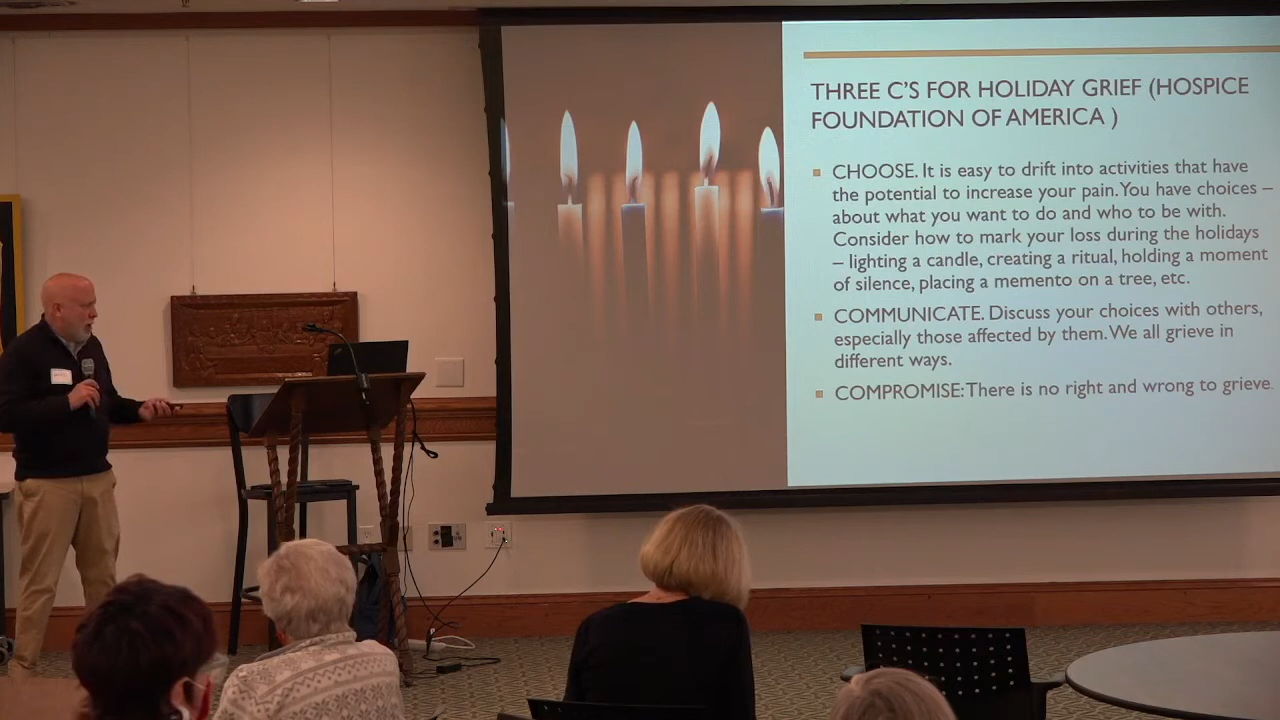 THREE C'S FOR HOLIDAY GRIEF (HOSPICE
FOUNDATION OF AMERICA )
CHOOSE. It is easy to drift into activities that have
the potential to increase your pain. You have choices –
about what you want to do and who to be with.
Consider how to mark your loss during the holidays
– lighting a candle, creating a ritual, holding a moment
of silence, placing a memento on a tree, etc.
COMMUNICATE. Discuss your choices with others,
especially those affected by them. We all grieve in
different ways.
COMPROMISE: There is no right and wrong to grieve.